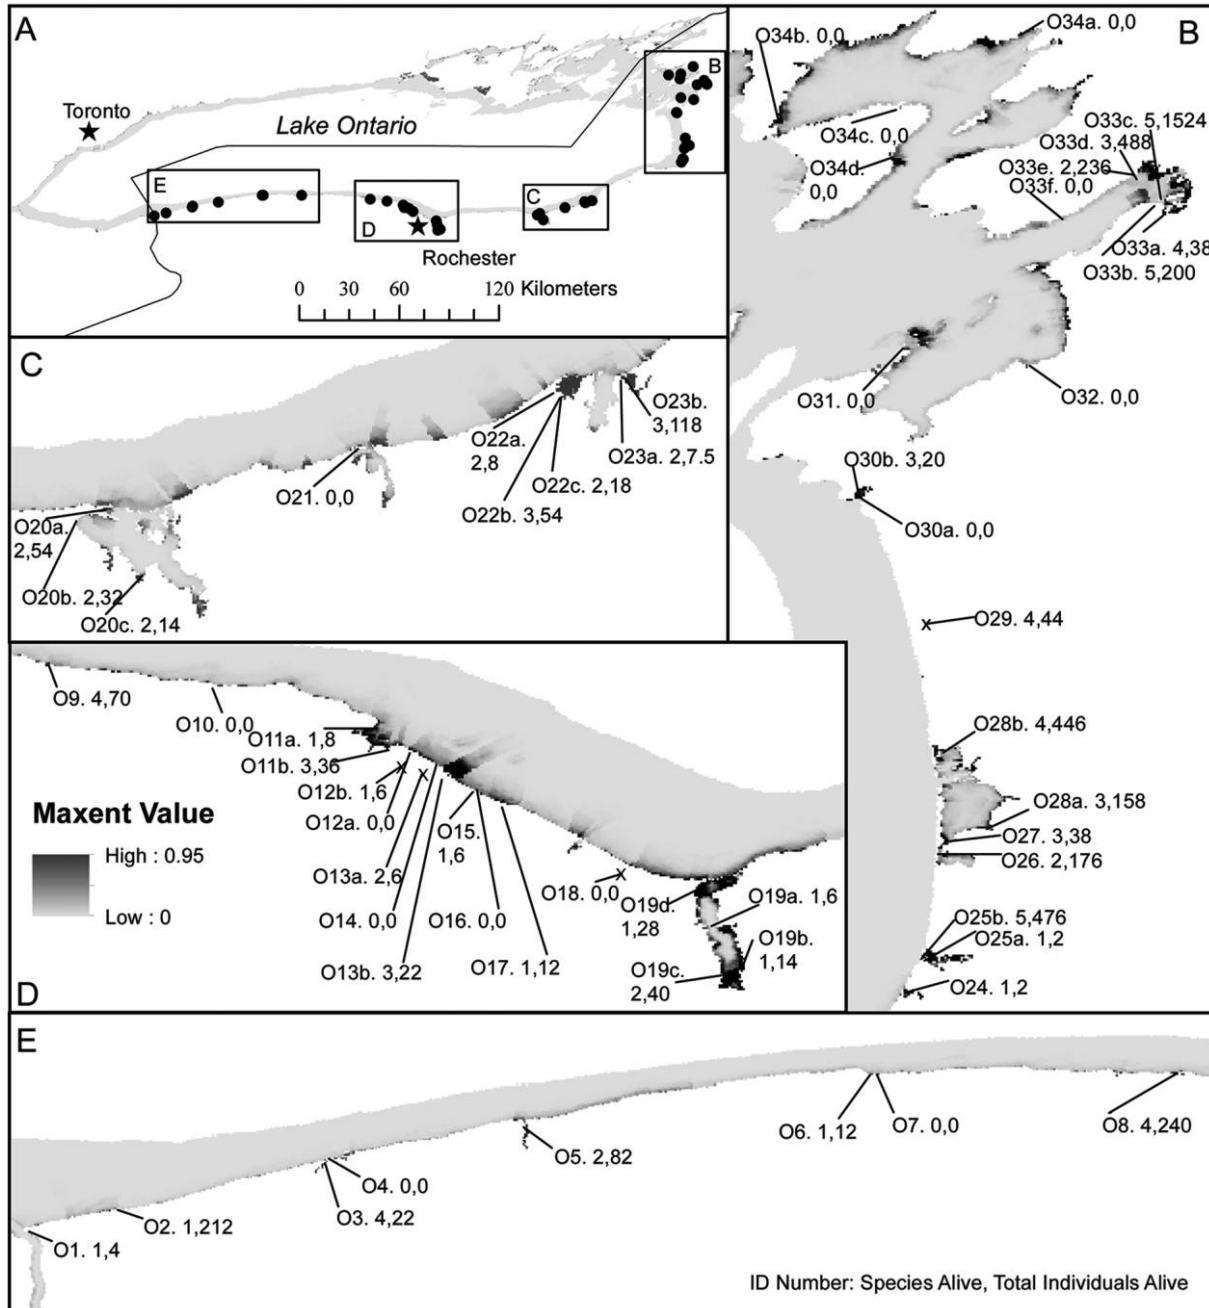 A
Toronto
Lake Ontario
B
E
D
C
Rochester
0 30 60 120 Kilometers
B
O34a. 0,0
O34b. 0,0
O34c. 0,0
O34d.
0,0
O33c. 5,1524
O33d. 3,488
O33e. 2,236
O33f. 0,0
O33a. 4,38
O33b. 5,200
O31. 0,0
O32. 0,0
O30b. 3,20
O30a. 0,0
O29. 4,44
O28b. 4,446
O28a. 3,158
O27. 3,38
O26. 2,176
O25b. 5,476
O25a. 1,2
O24. 1,2
C
O23b.
3,118
O22a.
2,8
O23a. 2,7.5
O22c. 2,18
O22b. 3,54
O21. 0,0
O20a.
2,54
O20b. 2,32
O20c. 2,14
O9. 4,70
O10. 0,0
O11a. 1,8
O11b. 3,36
O12b. 1,6
O12a. 0,0
O13a. 2,6
O14. 0,0
O13b. 3,22
O15.
1,6
O16. 0,0
O17. 1,12
O18. 0,0
O19d.
1,28
O19a. 1,6
O19b.
1,14
O19c.
2,40
Maxent Value
High : 0.95
Low : 0
D
E
O6. 1,12
O7. 0,0
O8. 4,240
O5. 2,82
O4. 0,0
O3. 4,22
O2. 1,212
O1. 1,4
ID Number: Species Alive, Total Individuals Alive